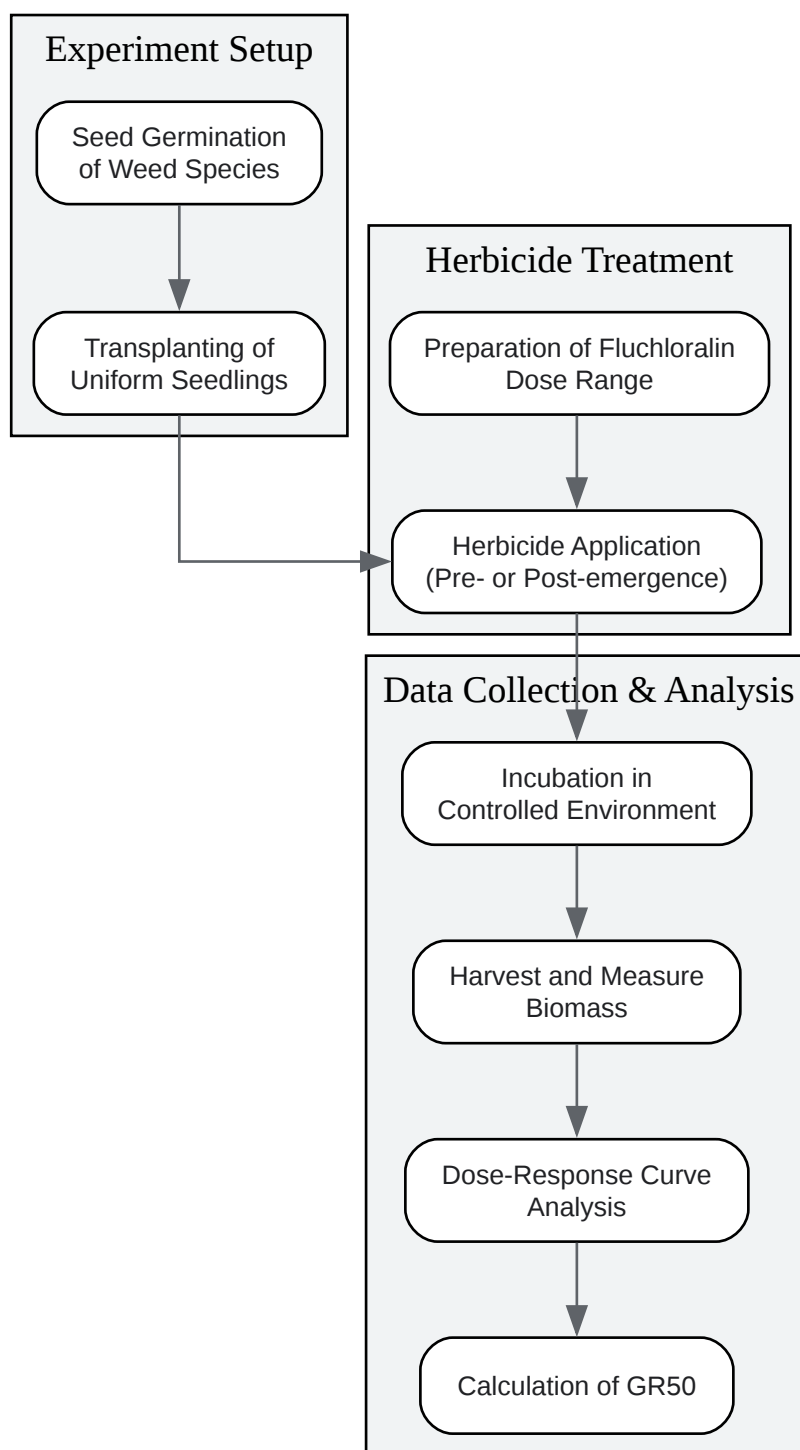 Experiment Setup
Seed Germination
of Weed Species
Transplanting of
Uniform Seedlings
Herbicide Treatment
Preparation of Fluchloralin
Dose Range
Herbicide Application
(Pre- or Post-emergence)
Data Collection & Analysis
Incubation in
Controlled Environment
Harvest and Measure
Biomass
Dose-Response Curve
Analysis
Calculation of GR50